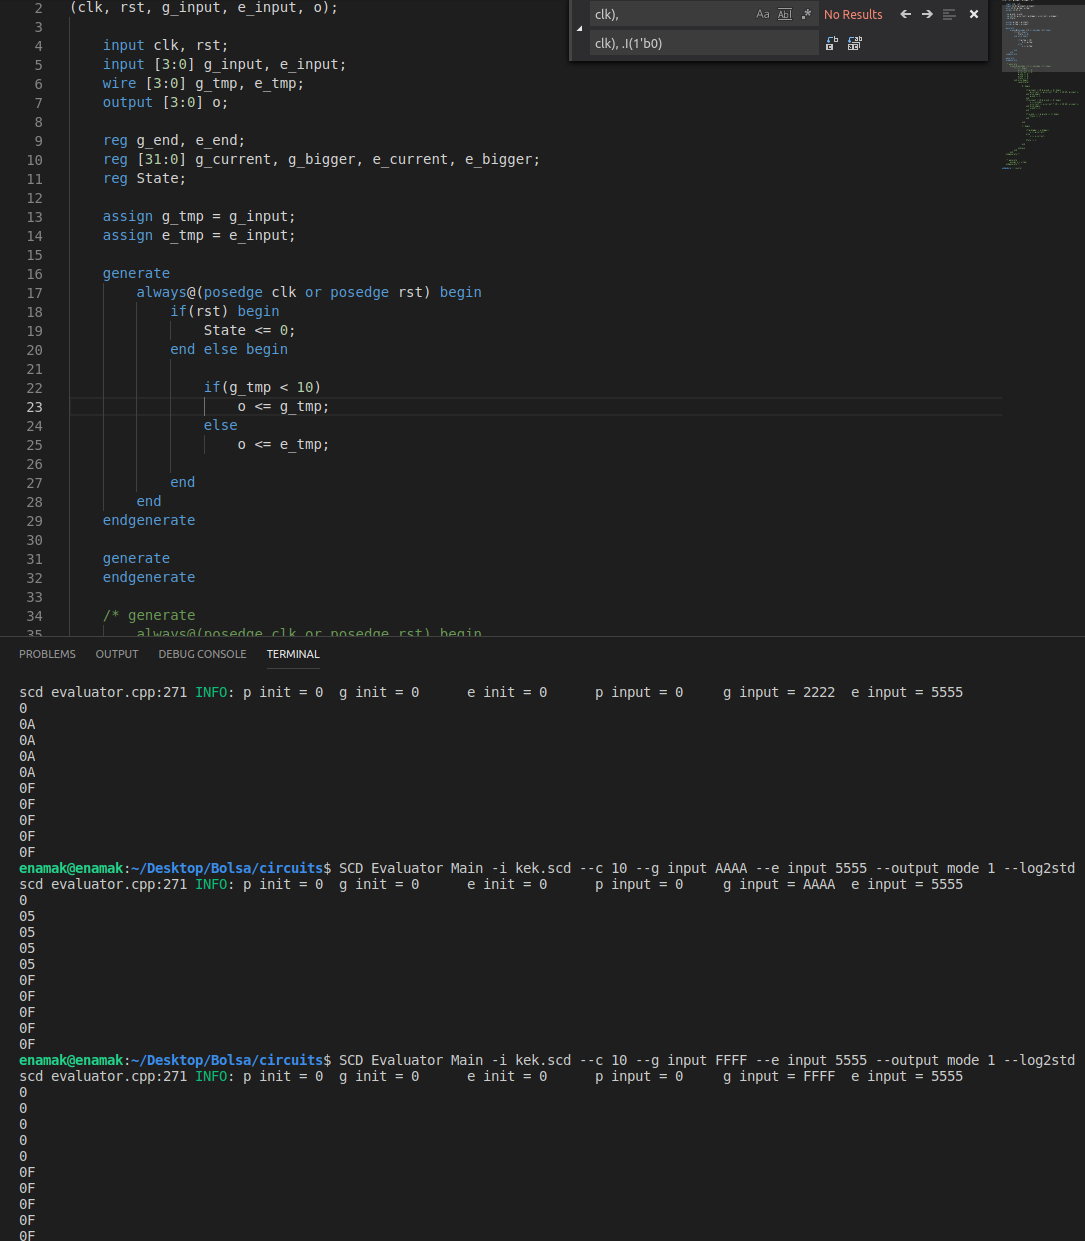 2 (clk, rst, g_input, e_input, o);
3
4 input clk, rst;
5 input [3:0] g_input, e_input;
6 wire [3:0] g_tmp, e_tmp;
7 output [3:0] o;
8
9 reg g_end, e_end;
10 reg [31:0] g_current, g_bigger, e_current, e_bigger;
11 reg State;
12
13 assign g_tmp = g_input;
14 assign e_tmp = e_input;
15
16 generate
17 always@(posedge clk or posedge rst) begin
18 if(rst) begin
19 State <= 0;
20 end else begin
21
22 if(g_tmp < 10)
23 o <= g_tmp;
24 else
25 o <= e_tmp;
26
27 end
28 end
29 endgenerate
30
31 generate
32 endgenerate
33
34 /* generate
35 always@(posedge clk or posedge rst) begin
clk),
Aa Abl .* No Results
clk), .I(1'b0)
PROBLEMS OUTPUT DEBUG CONSOLE TERMINAL
scd evaluator.cpp:271 INFO: p init = 0 g init = 0 e init = 0 p input = 0 g input = 2222 e input = 5555
0
0A
0A
0A
0A
0F
0F
0F
0F
0F
enamak@enamak:~/Desktop/Bolsa/circuits$ SCD Evaluator Main -i kek.scd --c 10 --g input AAAA --e input 5555 --output mode 1 --log2std
scd evaluator.cpp:271 INFO: p init = 0 g init = 0 e init = 0 p input = 0 g input = AAAA e input = 5555
0
05
05
05
05
0F
0F
0F
0F
0F
enamak@enamak:~/Desktop/Bolsa/circuits$ SCD Evaluator Main -i kek.scd --c 10 --g input FFFF --e input 5555 --output mode 1 --log2std
scd evaluator.cpp:271 INFO: p init = 0 g init = 0 e init = 0 p input = 0 g input = FFFF e input = 5555
0
0
0
0
0
0F
0F
0F
0F
0F